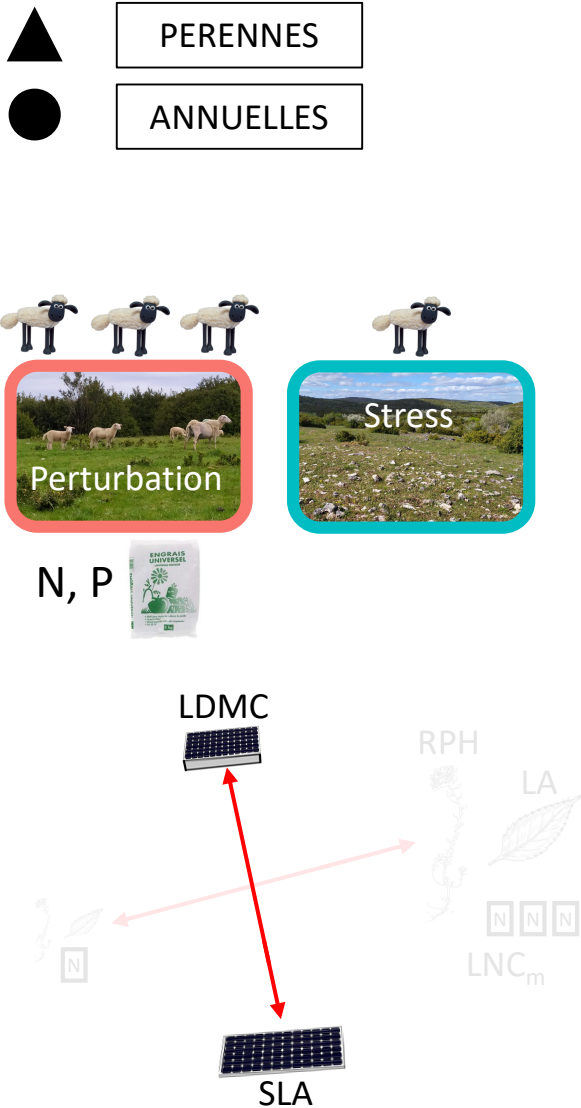 PERENNES
ANNUELLES
Stress
Perturbation
N, P
ENGRAIS
UNIVERSEL
LDMC
RPH
LA
N N N
N
LNCm
SLA